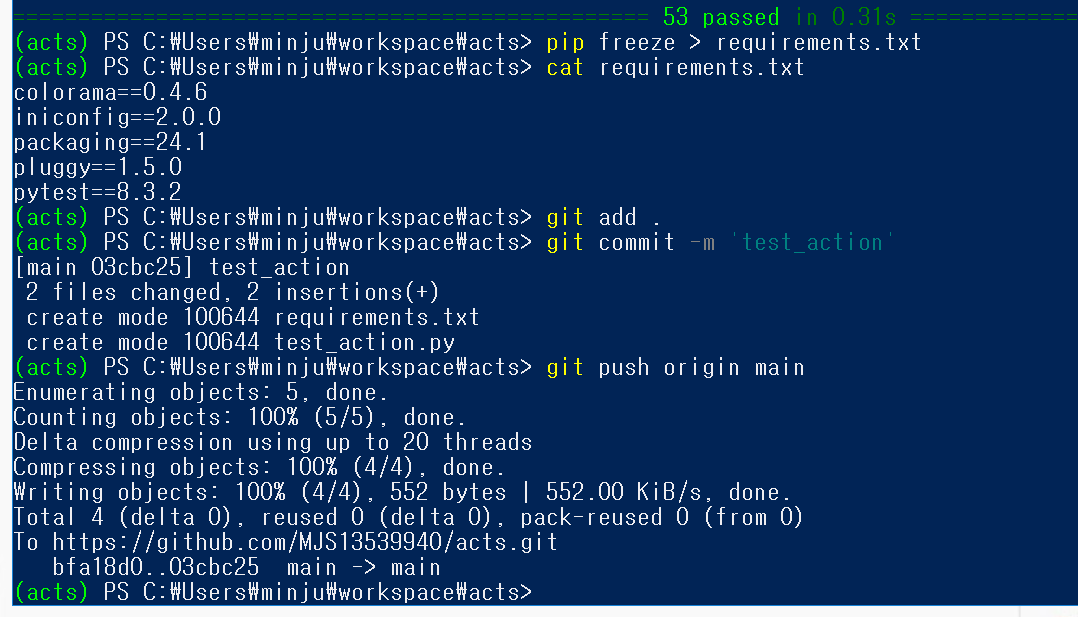 ============================================== 53 passed in 0.31s =============
(acts) PS C:₩Users₩minju₩workspace₩acts> pip freeze > requirements.txt
(acts) PS C:₩Users₩minju₩workspace₩acts> cat requirements.txt
colorama==0.4.6
iniconfig==2.0.0
packaging==24.1
pluggy==1.5.0
pytest==8.3.2
(acts) PS C:₩Users₩minju₩workspace₩acts> git add .
(acts) PS C:₩Users₩minju₩workspace₩acts> git commit -m 'test_action'
[main 03cbc25] test_action
 2 files changed, 2 insertions(+)
 create mode 100644 requirements.txt
 create mode 100644 test_action.py
(acts) PS C:₩Users₩minju₩workspace₩acts> git push origin main
Enumerating objects: 5, done.
Counting objects: 100% (5/5), done.
Delta compression using up to 20 threads
Compressing objects: 100% (4/4), done.
Writing objects: 100% (4/4), 552 bytes | 552.00 KiB/s, done.
Total 4 (delta 0), reused 0 (delta 0), pack-reused 0 (from 0)
To https://github.com/MJS13539940/acts.git
   bfa18d0..03cbc25  main -> main
(acts) PS C:₩Users₩minju₩workspace₩acts>